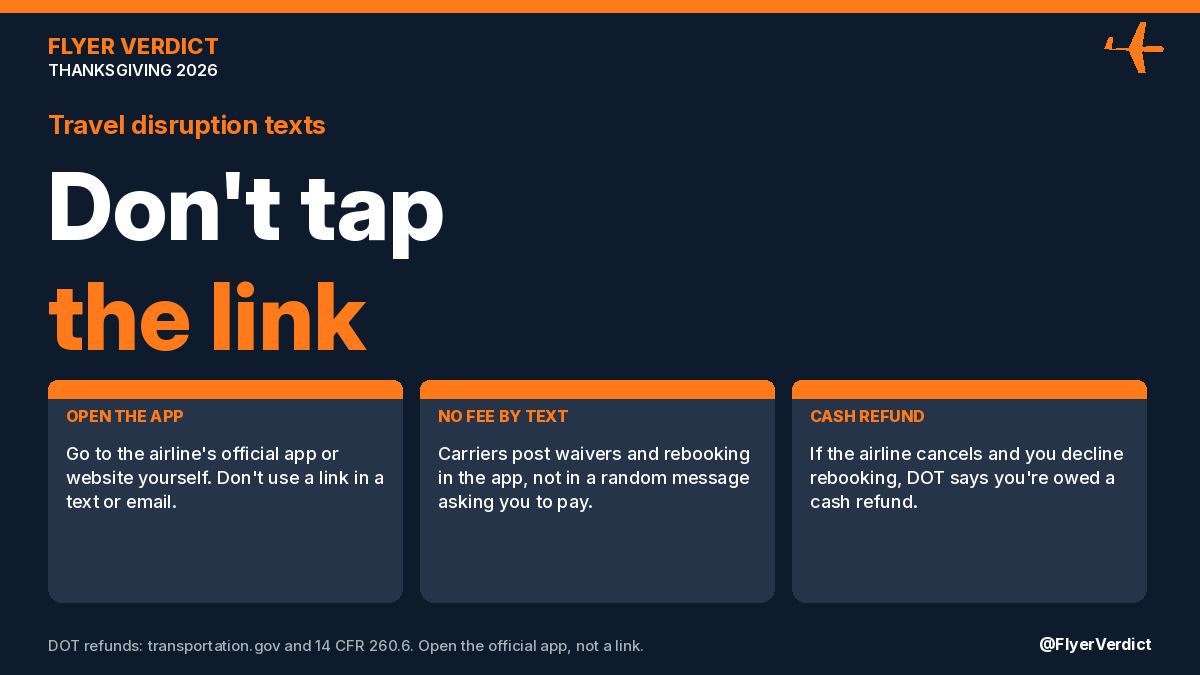 FLYER VERDICT
THANKSGIVING 2026
Travel disruption texts
Don't tap
the link
OPEN THE APP
Go to the airline's official app or
website yourself. Don't use a link in a
text or email.
NO FEE BY TEXT
Carriers post waivers and rebooking
in the app, not in a random message
asking you to pay.
CASH REFUND
If the airline cancels and you decline
rebooking, DOT says you're owed a
cash refund.
DOT refunds: transportation.gov and 14 CFR 260.6. Open the official app, not a link.
@FlyerVerdict